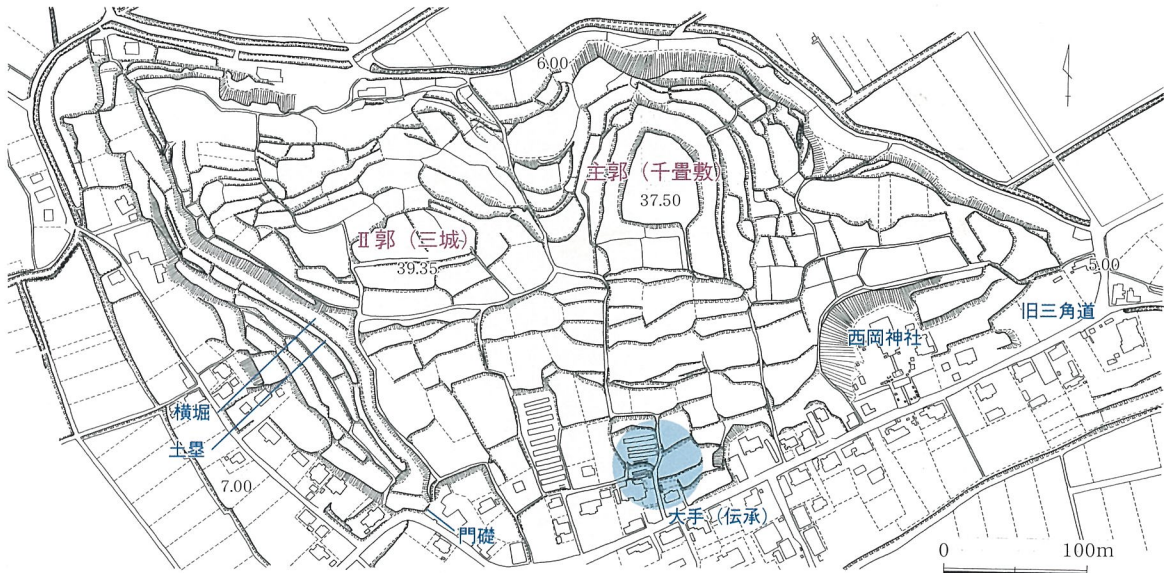 6.00
主郭（千畳敷）
37.50
Ⅱ郭（三城）
39.35
5.00
旧三角道
西岡神社
横堀
土塁
7.00
大手（伝承）
門礎
0 100m